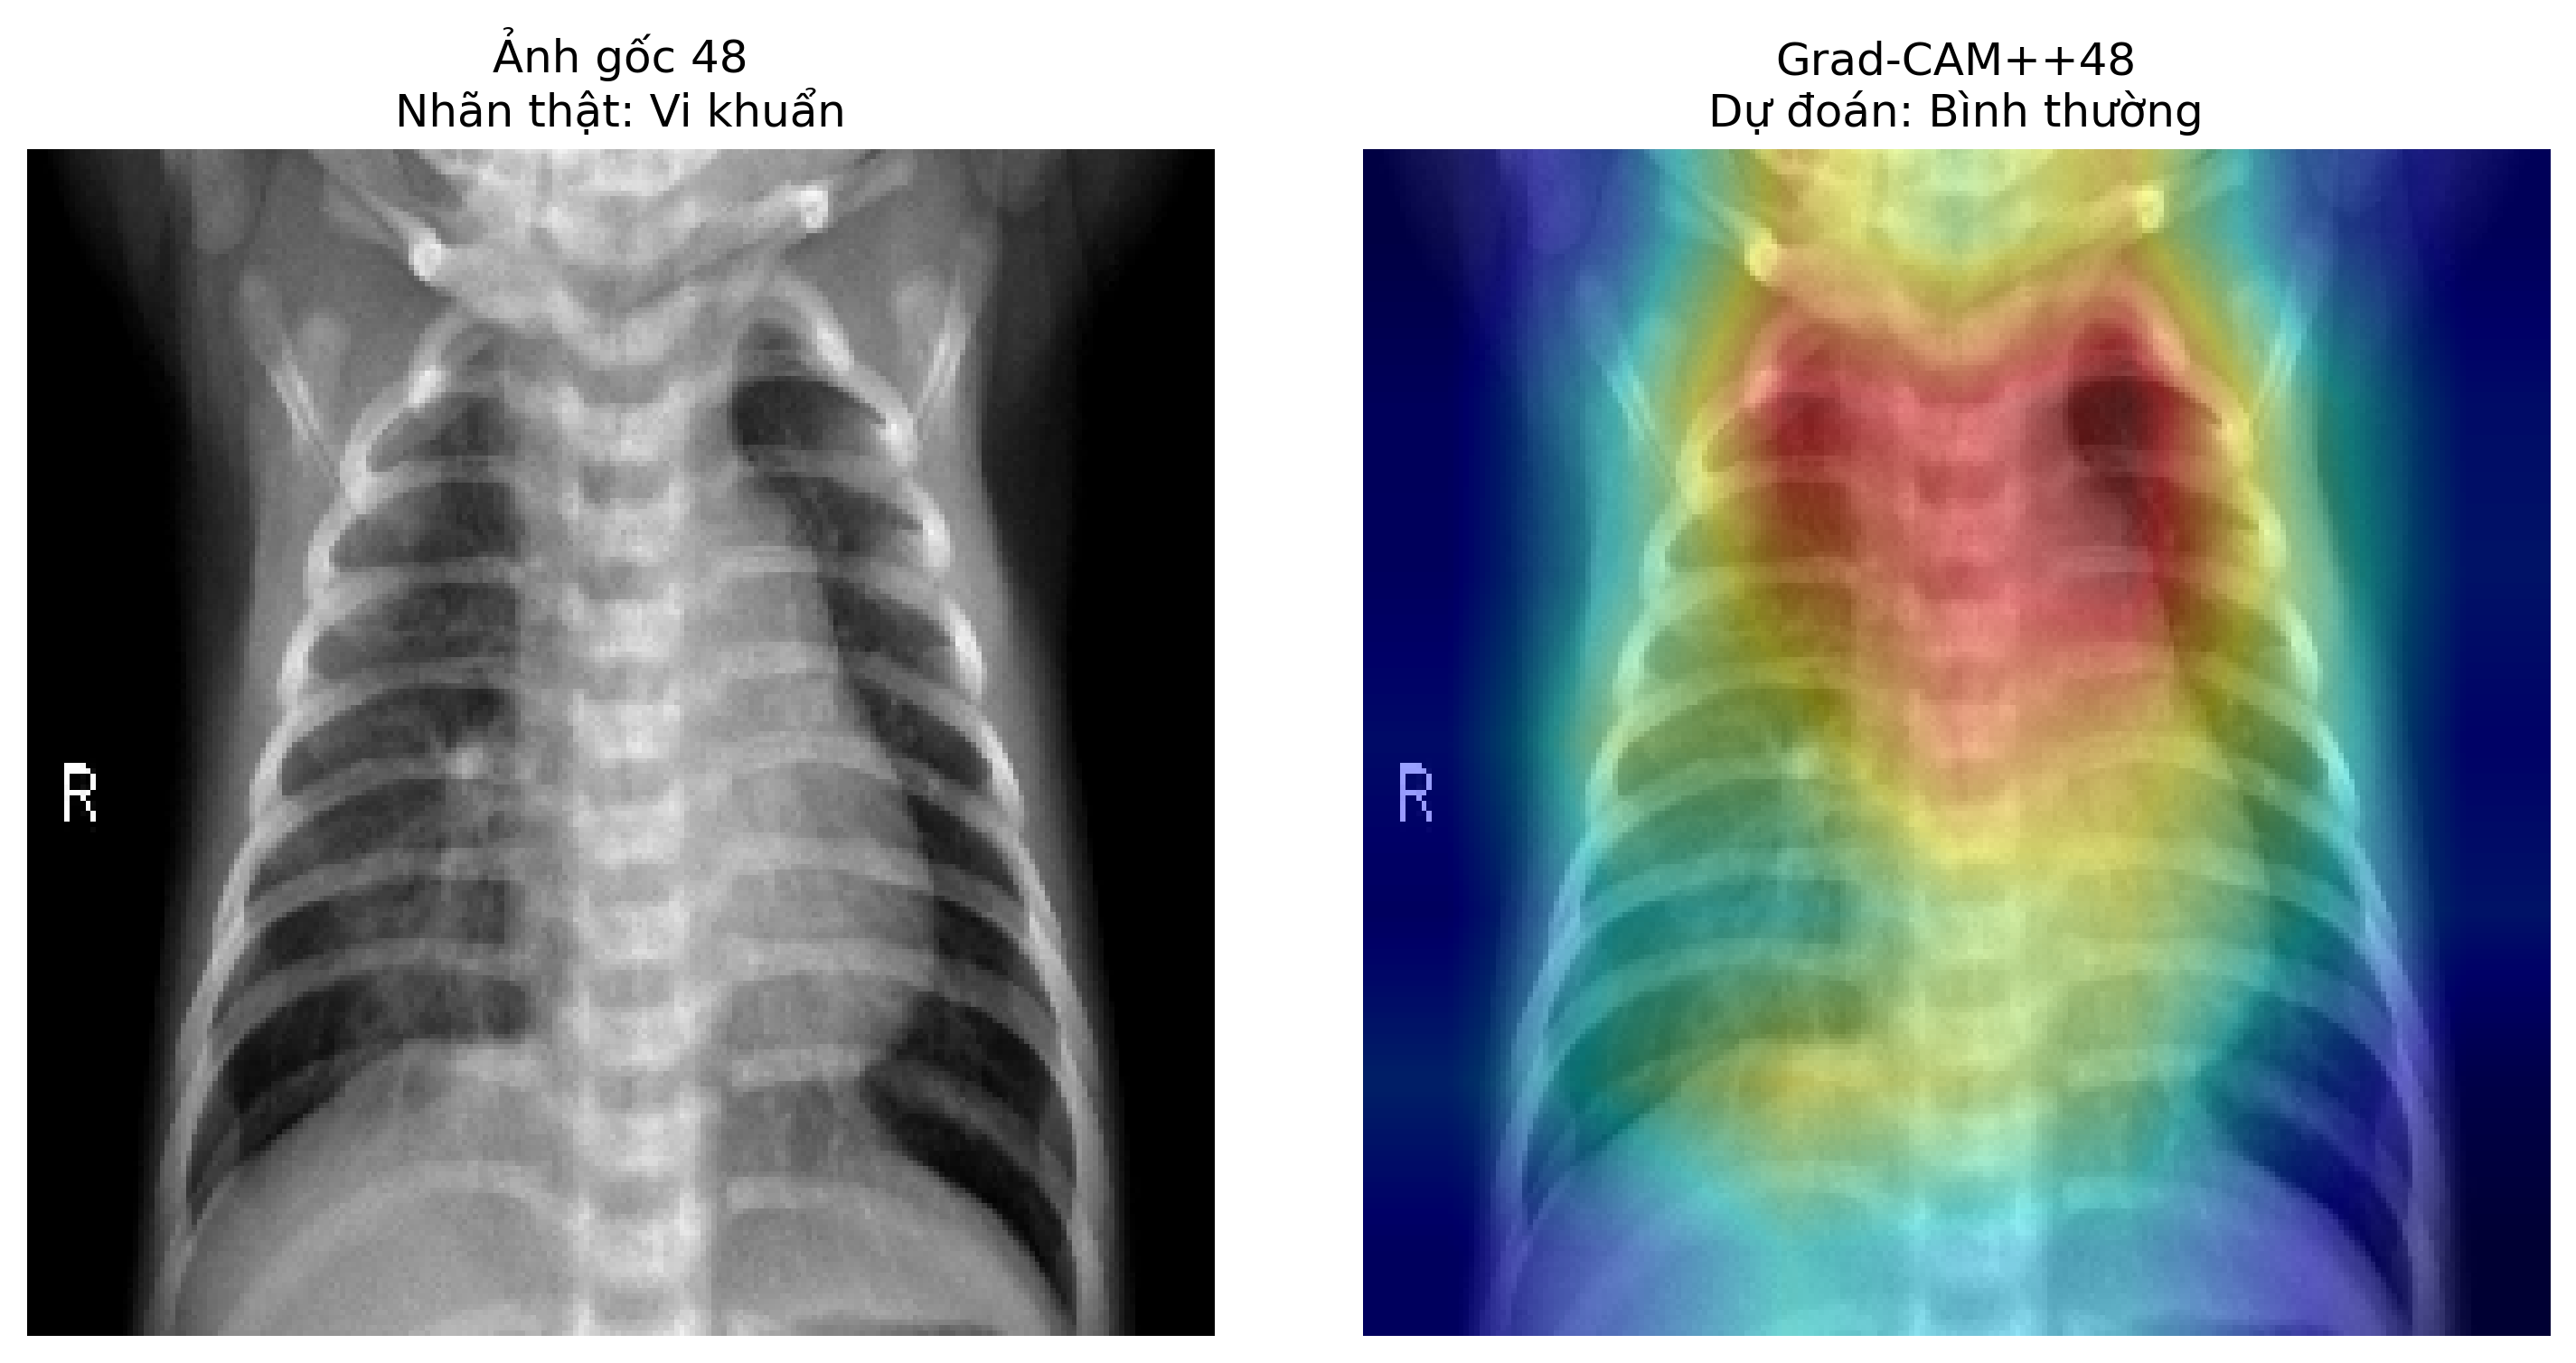 Ảnh gốc 48
Nhãn thật: Vi khuẩn
Grad-CAM++48
Dự đoán: Bình thường
R
R